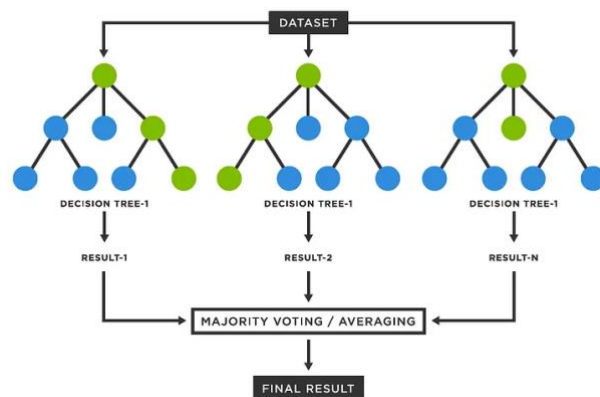 DATASET
DECISION TREE-1
DECISION TREE-1
DECISION TREE-1
RESULT-1
RESULT-2
RESULT-N
MAJORITY VOTING / AVERAGING
FINAL RESULT